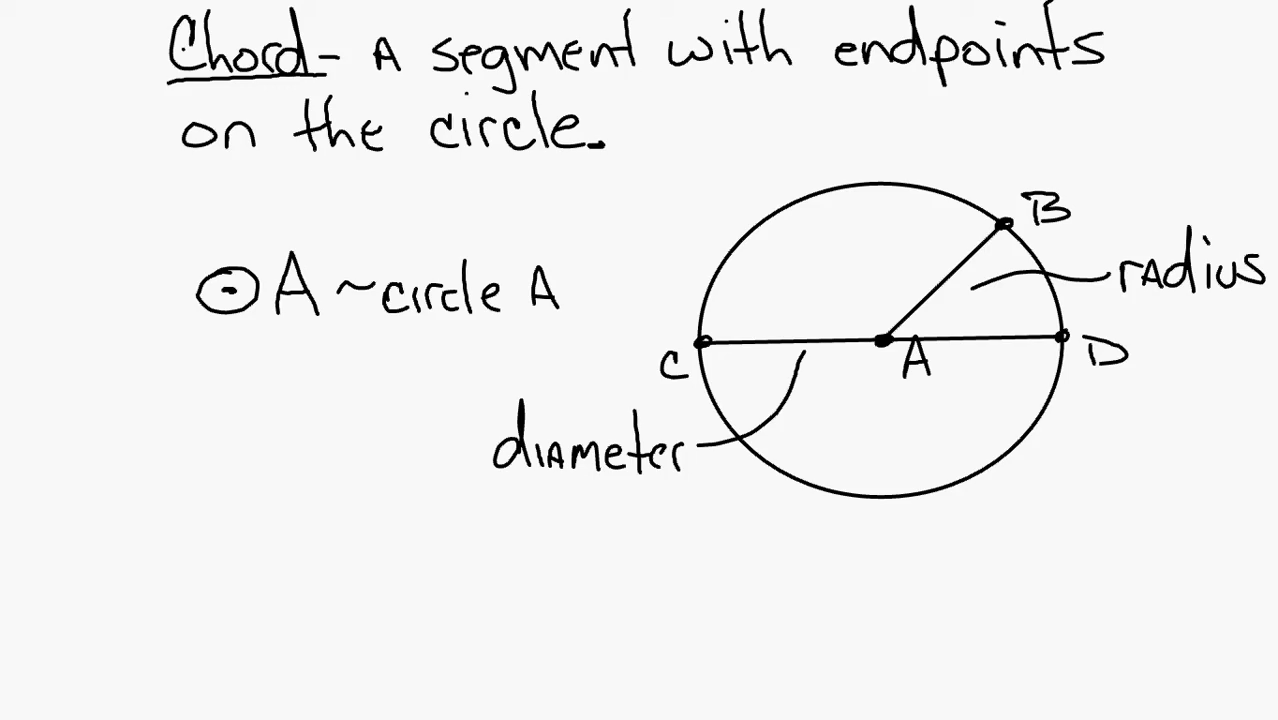 Chord- A segment with endpoints
on the circle.
B
radius
⊙A ~circle A
C
A
D
diameter